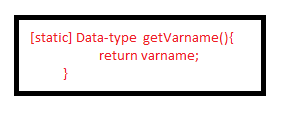 [static] Data-type getVarname(){
return varname;
}